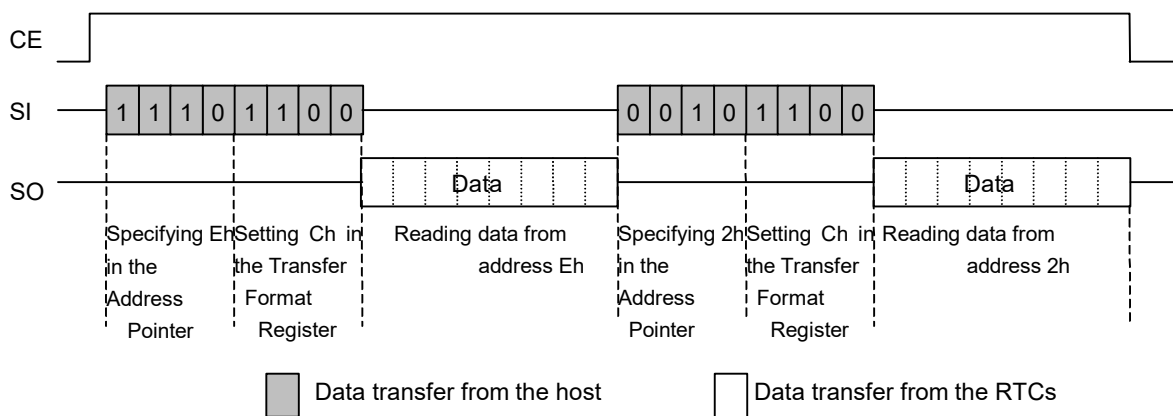 CE
SI
1 1 1 0 1 1 0 0
0 0 1 0 1 1 0 0
SO
Data
Data
Specifying Eh
in the
Address
Pointer
Setting Ch in
the Transfer
Format
Register
Reading data from
address Eh
Specifying 2h
in the
Address
Pointer
Setting Ch in
the Transfer
Format
Register
Reading data from
address 2h
Data transfer from the host
Data transfer from the RTCs